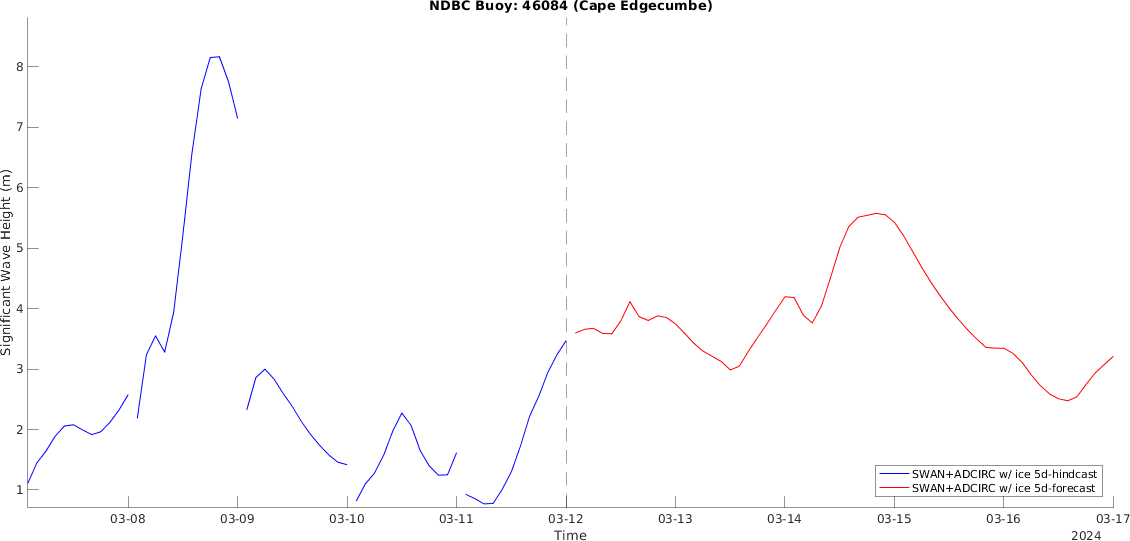 NDBC Buoy: 46084 (Cape Edgecumbe)
Significant Wave Height (m)
8
7
6
5
4
3
2
1
SWAN+ADCIRC w/ ice 5d-hindcast
SWAN+ADCIRC w/ ice 5d-forecast
03-08 03-09 03-10 03-11 03-12 03-13 03-14 03-15 03-16 03-17
Time
2024